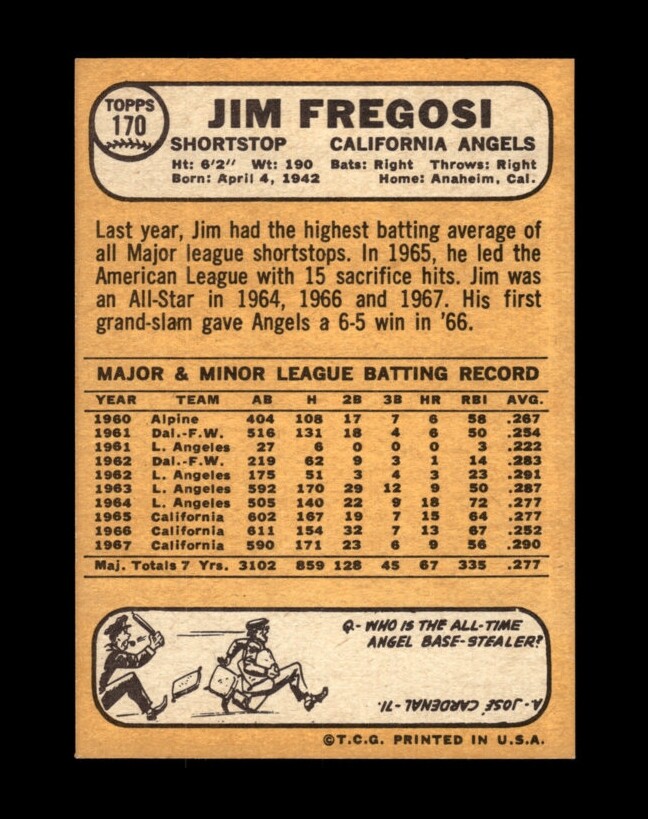 TOPPS
170
JIM FREGOSI
SHORTSTOP CALIFORNIA ANGELS
Ht: 6'2" Wt: 190 Bats: Right Throws: Right
Born: April 4, 1942 Home: Anaheim, Cal.
Last year, Jim had the highest batting average of
all Major league shortstops. In 1965, he led the
American League with 15 sacrifice hits. Jim was
an All-Star in 1964, 1966 and 1967. His first
grand-slam gave Angels a 6-5 win in '66.
MAJOR & MINOR LEAGUE BATTING RECORD
YEAR TEAM AB H 2B 3B HR RBI AVG.
1960 Alpine 404 108 17 7 6 58 .267
1961 Dal.-F.W. 516 131 18 4 6 50 .254
1961 L. Angeles 27 6 0 0 0 3 .222
1962 Dal.-F.W. 219 62 9 3 1 14 .283
1962 L. Angeles 175 51 3 4 3 23 .291
1963 L. Angeles 592 170 29 12 9 50 .287
1964 L. Angeles 505 140 22 9 18 72 .277
1965 California 602 167 19 7 15 64 .277
1966 California 611 154 32 7 13 67 .252
1967 California 590 171 23 6 9 56 .290
Maj. Totals 7 Yrs. 3102 859 128 45 67 335 .277
Q- WHO IS THE ALL-TIME
ANGEL BASE-STEALER?
A- JOSÉ CARDENAL-71.
©T.C.G. PRINTED IN U.S.A.